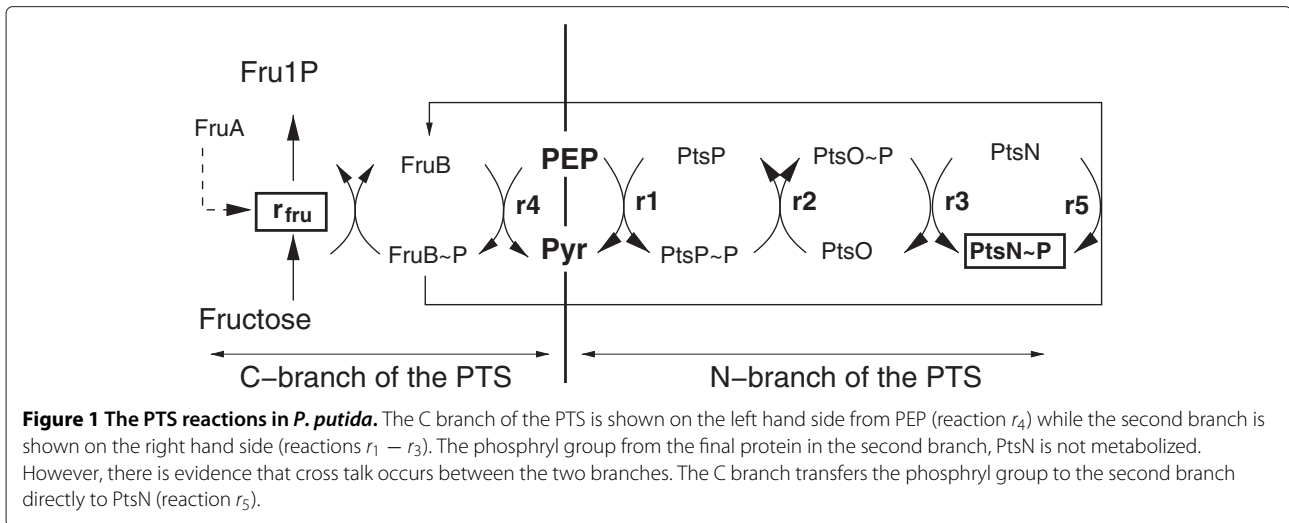 Fru1P
FruA
FruB
PEP
PtsP
PtsO~P
PtsN
r_fru
r4
r1
r2
r3
r5
FruB~P
Pyr
PtsP~P
PtsO
PtsN~P
Fructose
C−branch of the PTS
N−branch of the PTS
Figure 1 The PTS reactions in P. putida. The C branch of the PTS is shown on the left hand side from PEP (reaction r4) while the second branch is
shown on the right hand side (reactions r1 − r3). The phosphryl group from the final protein in the second branch, PtsN is not metabolized.
However, there is evidence that cross talk occurs between the two branches. The C branch transfers the phosphryl group to the second branch
directly to PtsN (reaction r5).